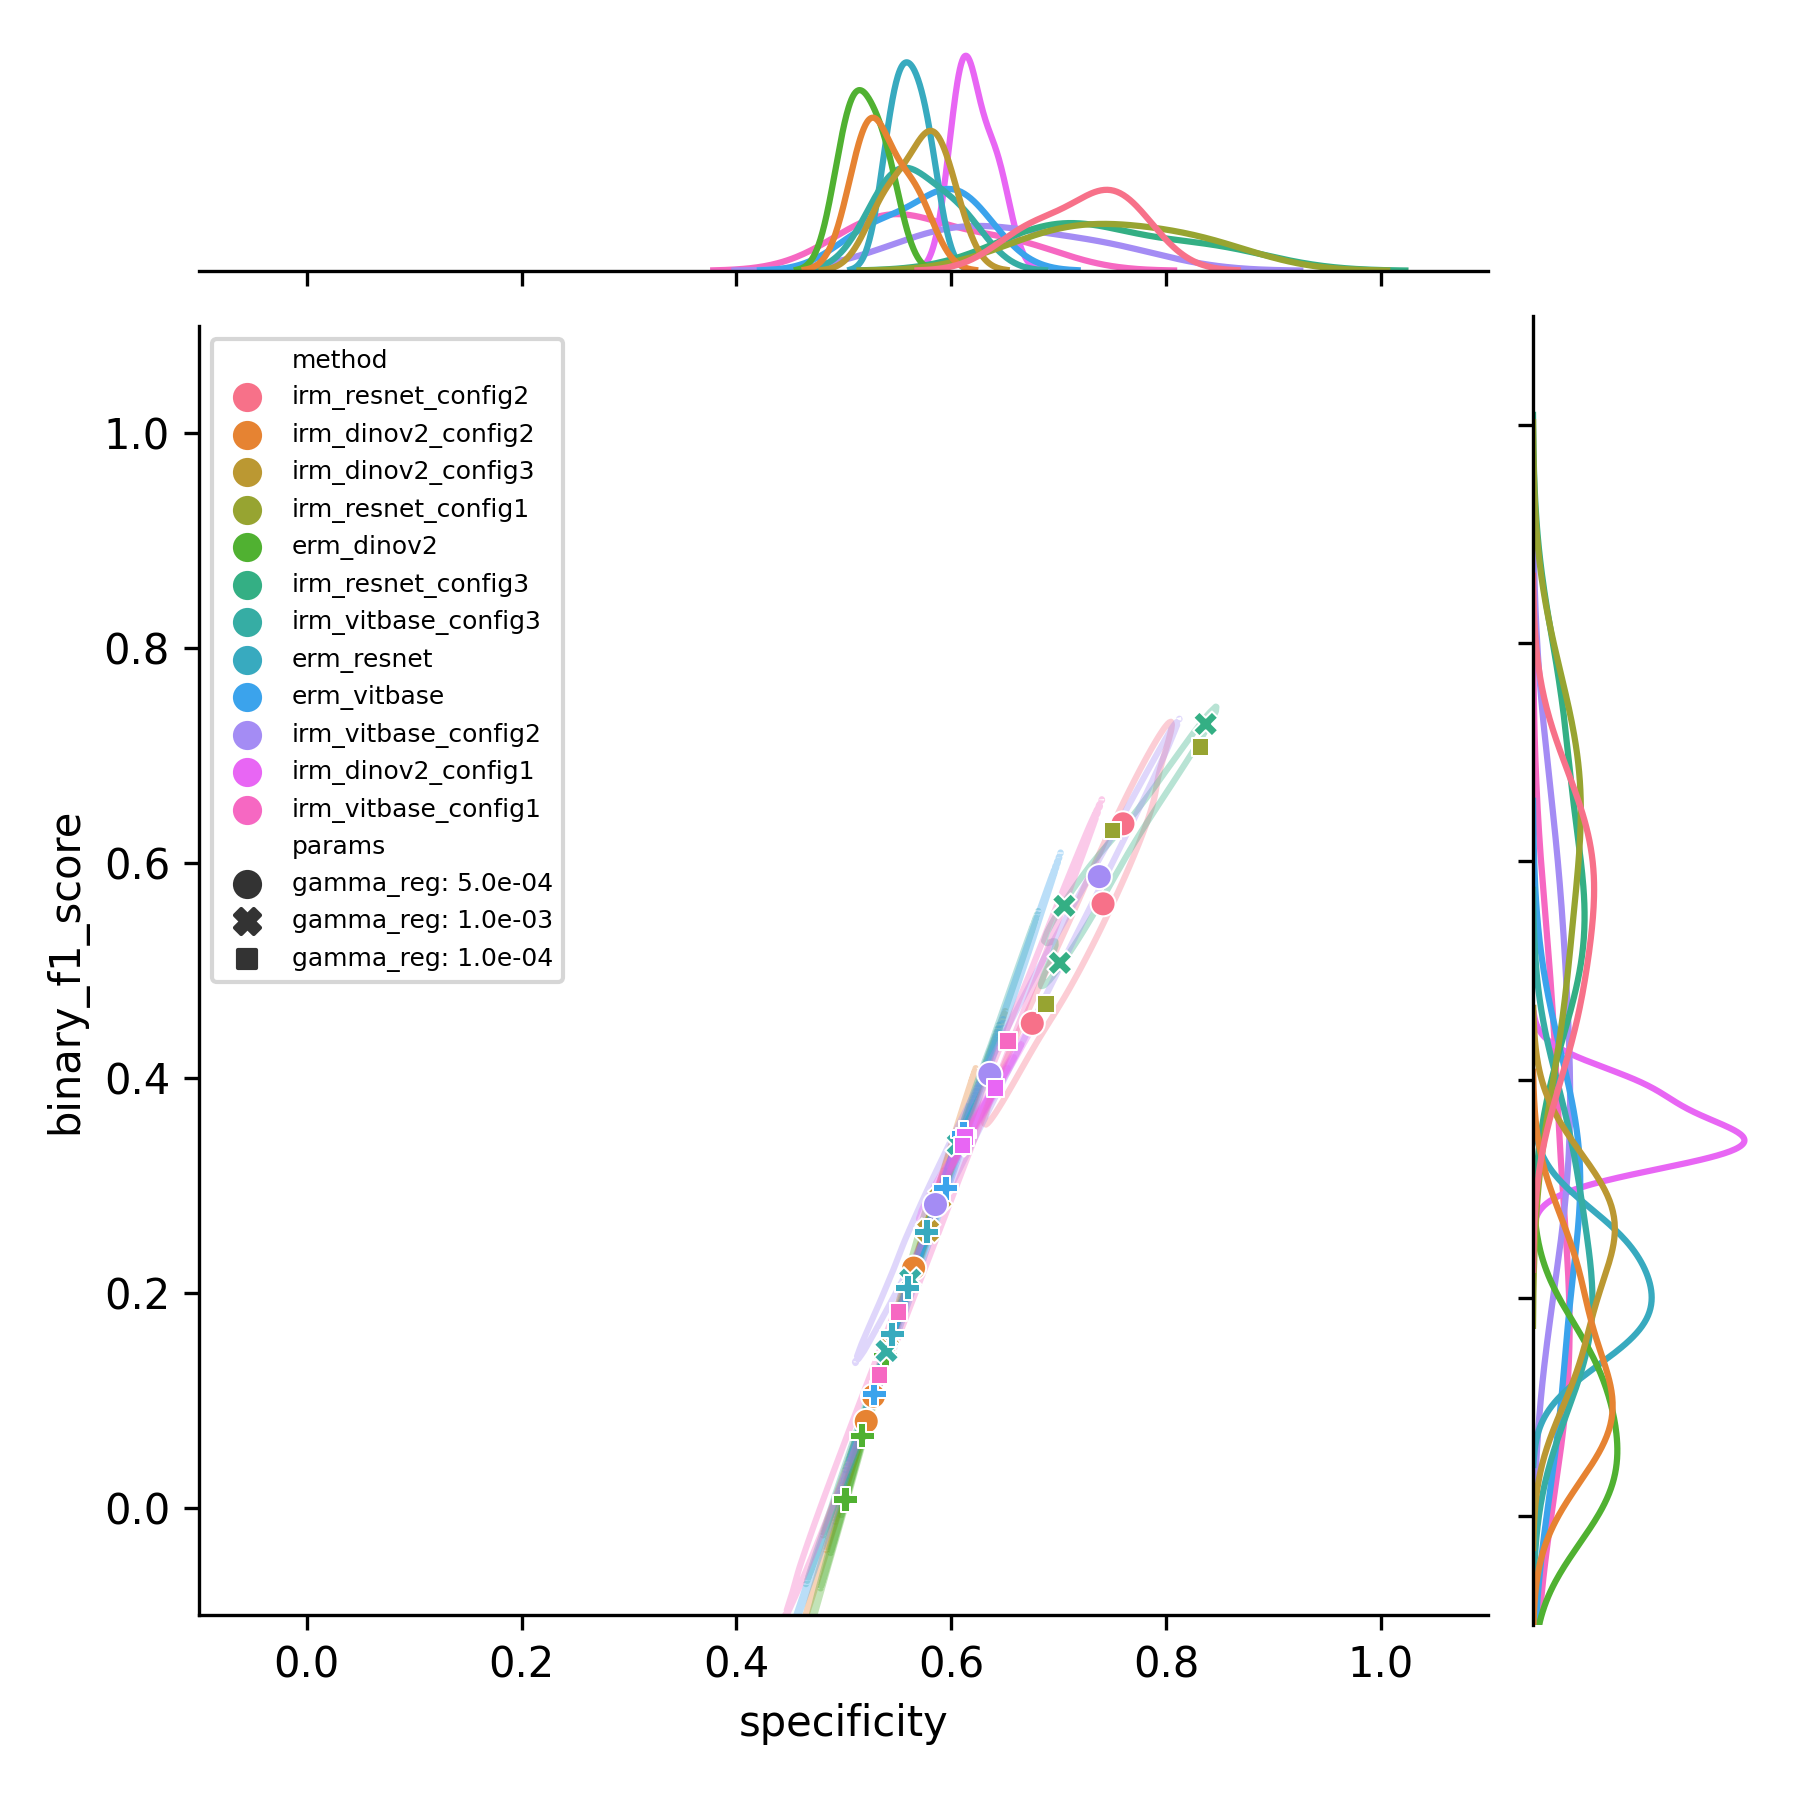 method
irm_resnet_config2
irm_dinov2_config2
irm_dinov2_config3
irm_resnet_config1
erm_dinov2
irm_resnet_config3
irm_vitbase_config3
erm_resnet
erm_vitbase
irm_vitbase_config2
irm_dinov2_config1
irm_vitbase_config1
params
gamma_reg: 5.0e-04
gamma_reg: 1.0e-03
gamma_reg: 1.0e-04
binary_f1_score
1.0
0.8
0.6
0.4
0.2
0.0
0.0 0.2 0.4 0.6 0.8 1.0
specificity